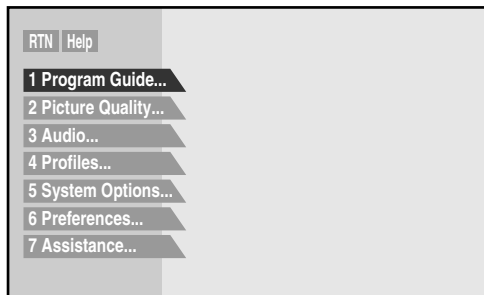 RTN Help
1 Program Guide...
2 Picture Quality...
3 Audio...
4 Profiles...
5 System Options...
6 Preferences...
7 Assistance...